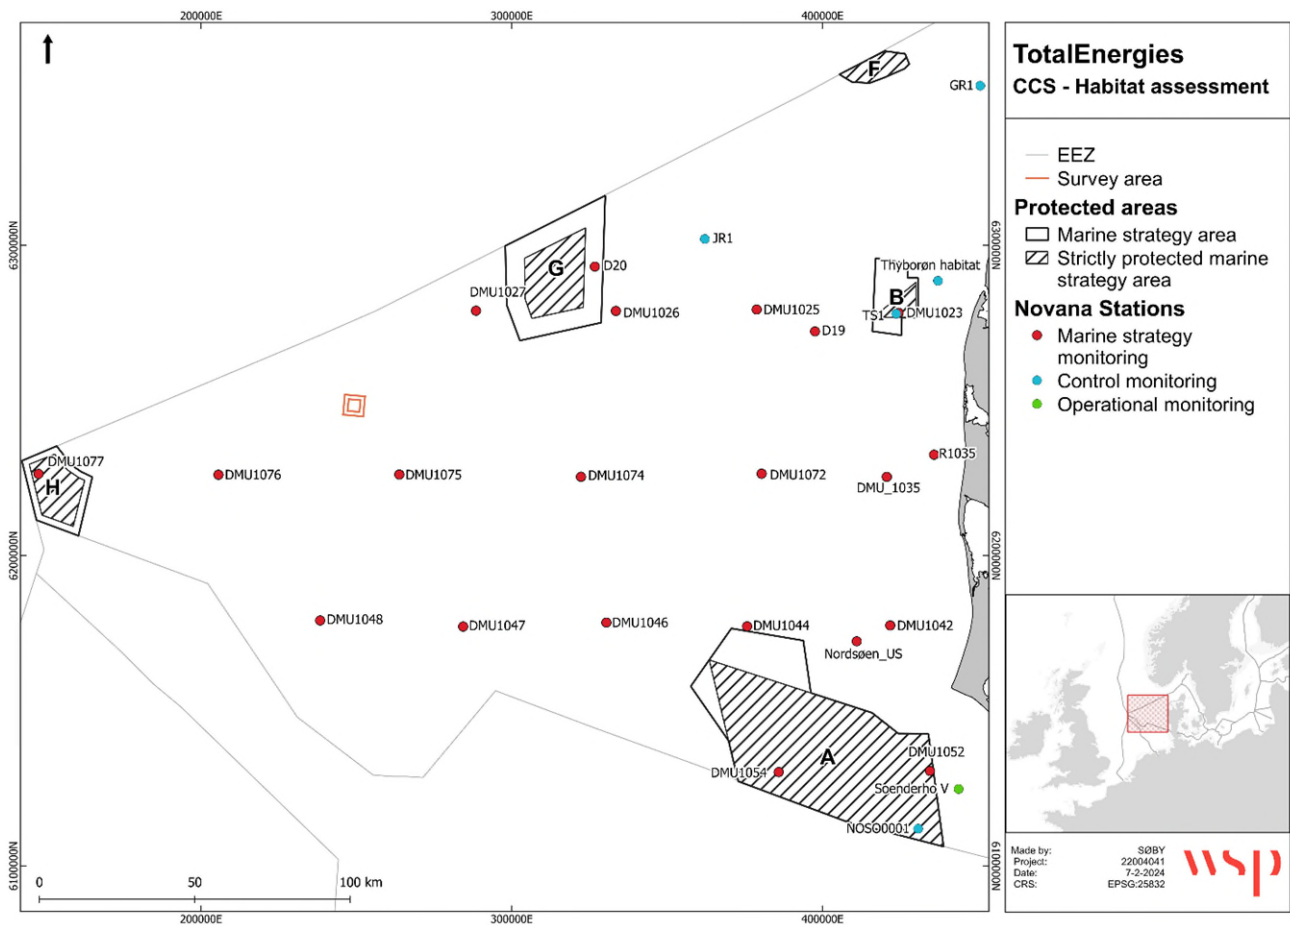 200000E
300000E
400000E
F
GR1
6300000N
6300000N
JR1
G
D20
Thyborøn habitat
DMU1027
B
DMU1026
DMU1025
TS1
DMU1023
D19
DMU1077
H
DMU1076
DMU1075
DMU1074
DMU1072
R1035
DMU_1035
6200000N
6200000N
DMU1048
DMU1047
DMU1046
DMU1044
DMU1042
Nordsøen_US
A
DMU1052
DMU1054
Soenderho V
NOSO0001
6100000N
6100000N
0
50
100 km
200000E
300000E
400000E
TotalEnergies
CCS - Habitat assessment
EEZ
Survey area
Protected areas
Marine strategy area
Strictly protected marine
strategy area
Novana Stations
Marine strategy
monitoring
Control monitoring
Operational monitoring
Made by: SØBY
Project: 22004041
Date: 7-2-2024
CRS: EPSG:25832
wsp